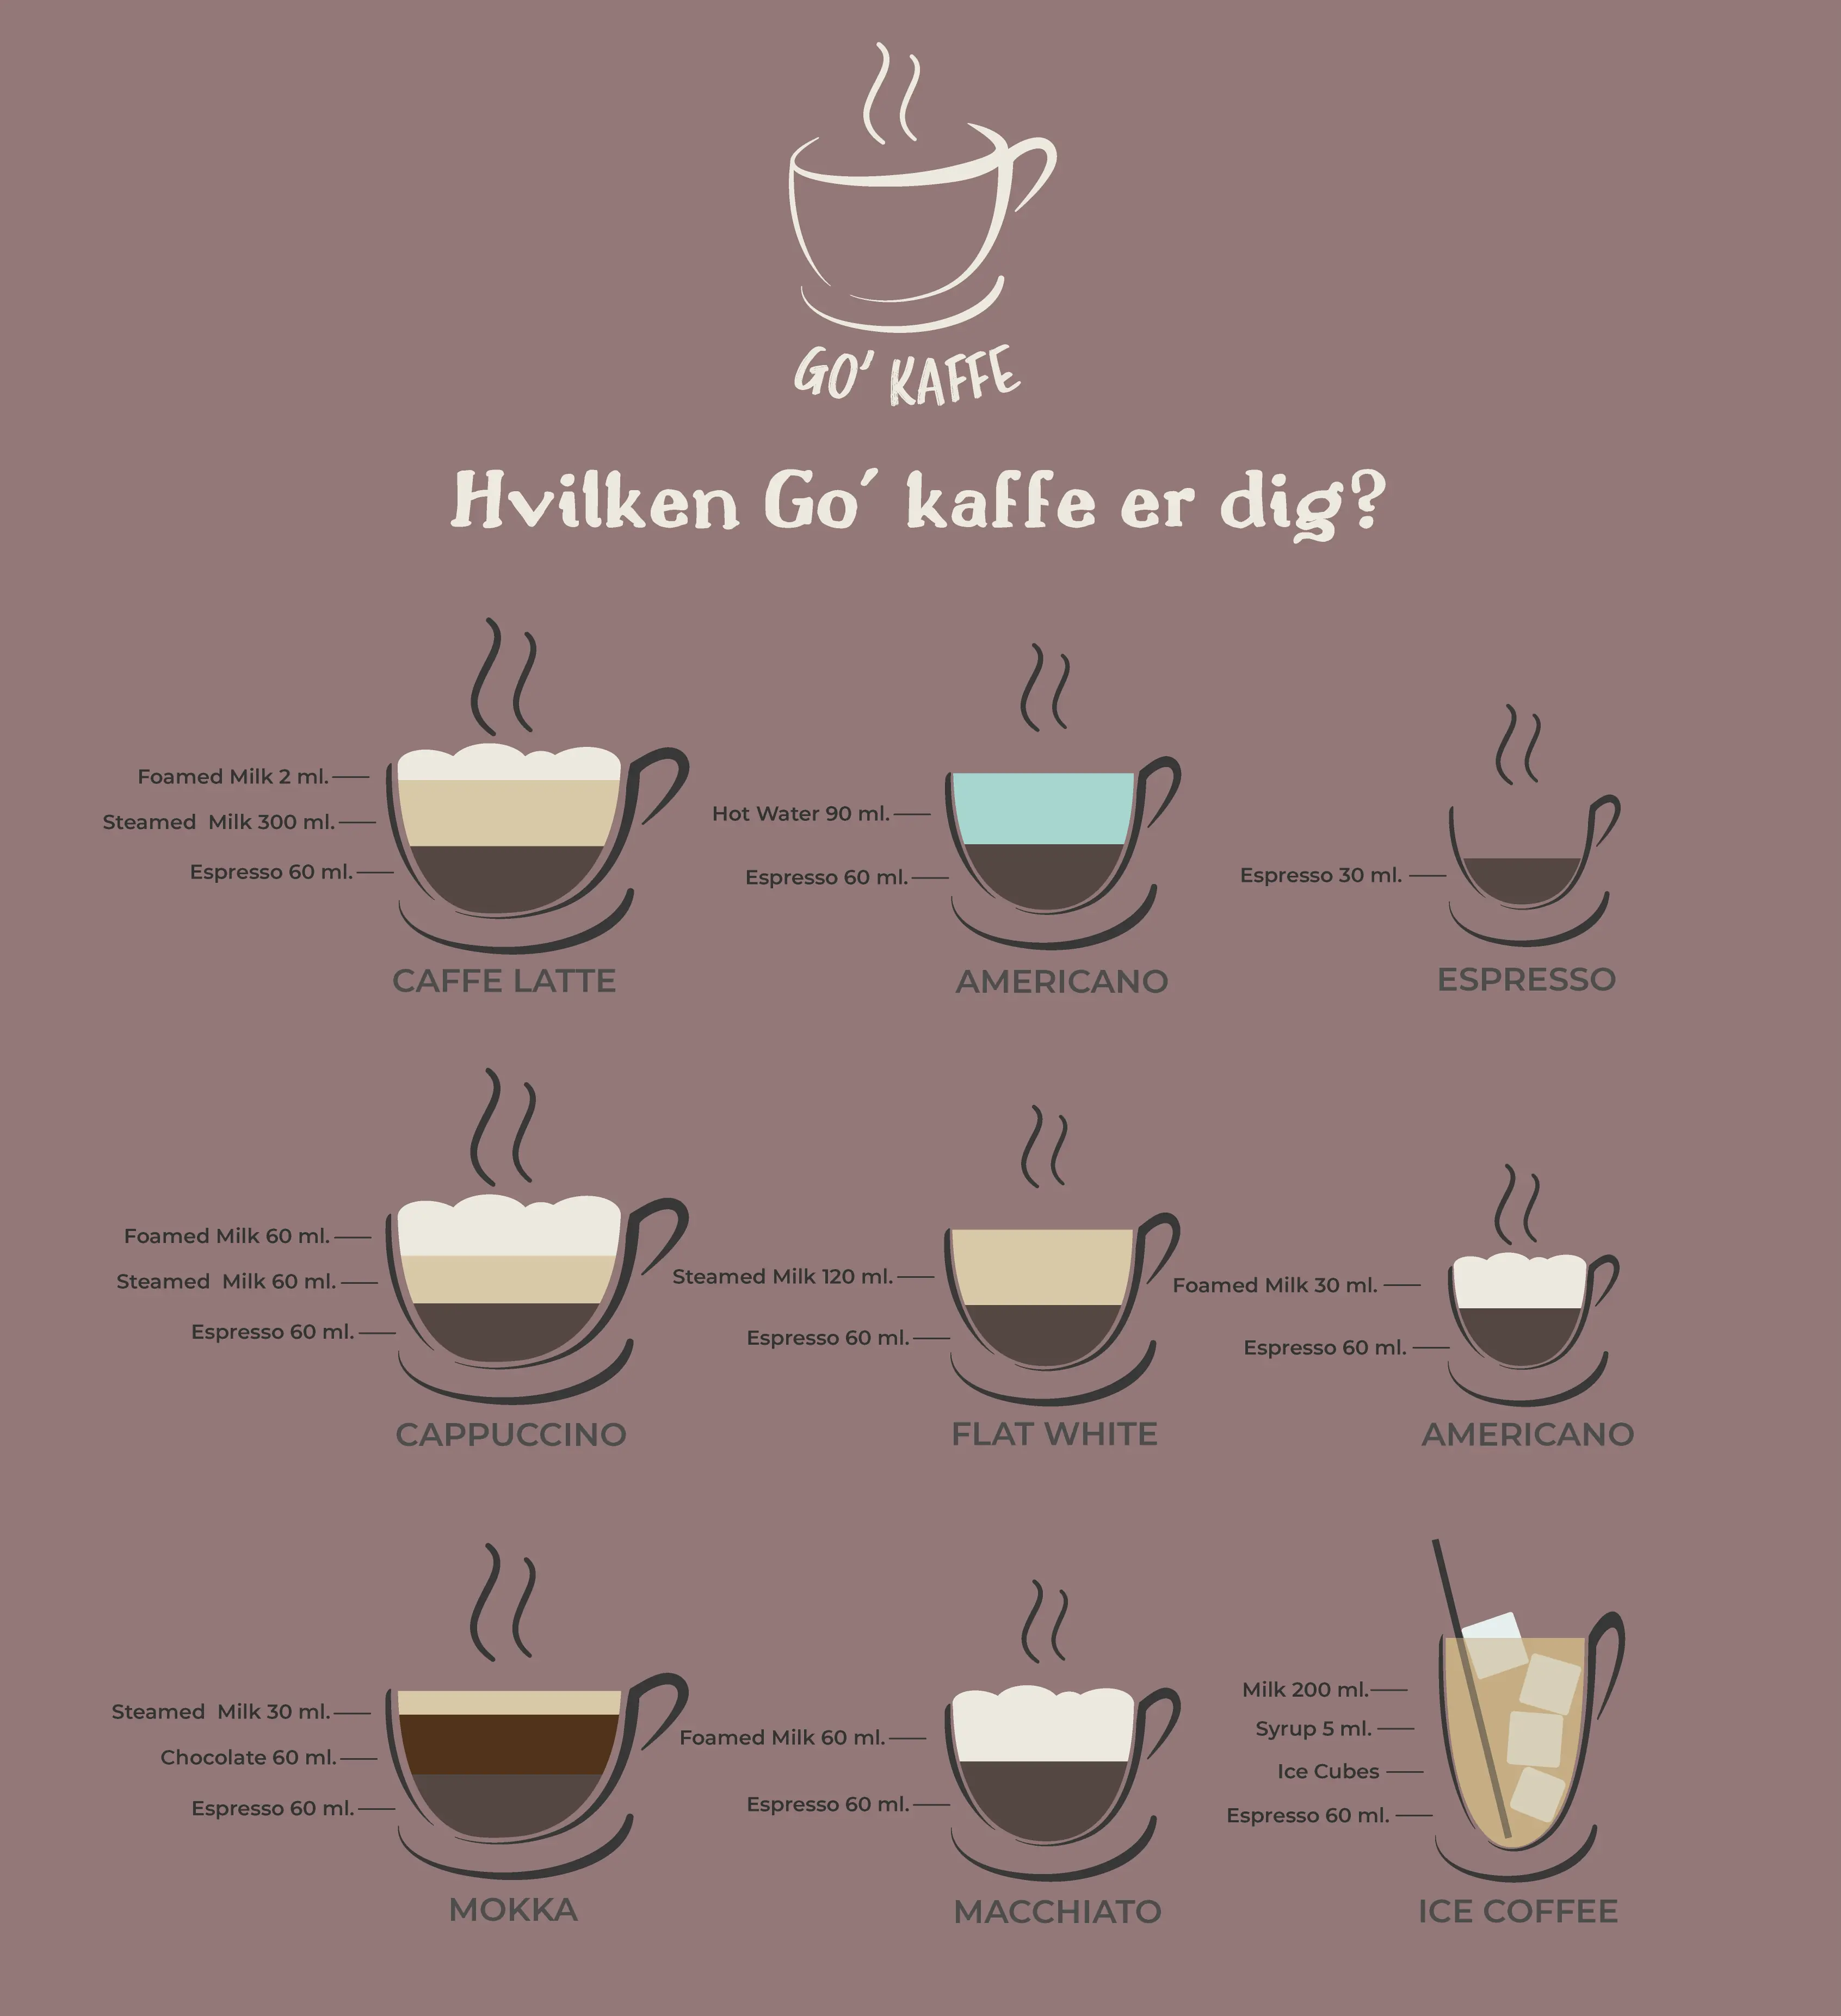 GO' KAFFE
Hvilken Go´ kaffe er dig?
Foamed Milk 2 ml.
Steamed  Milk 300 ml.
Espresso 60 ml.
CAFFE LATTE
Hot Water 90 ml.
Espresso 60 ml.
AMERICANO
Espresso 30 ml.
ESPRESSO
Foamed Milk 60 ml.
Steamed  Milk 60 ml.
Espresso 60 ml.
CAPPUCCINO
Steamed Milk 120 ml.
Espresso 60 ml.
FLAT WHITE
Foamed Milk 30 ml.
Espresso 60 ml.
AMERICANO
Steamed  Milk 30 ml.
Chocolate 60 ml.
Espresso 60 ml.
MOKKA
Foamed Milk 60 ml.
Espresso 60 ml.
MACCHIATO
Milk 200 ml.
Syrup 5 ml.
Ice Cubes
Espresso 60 ml.
ICE COFFEE